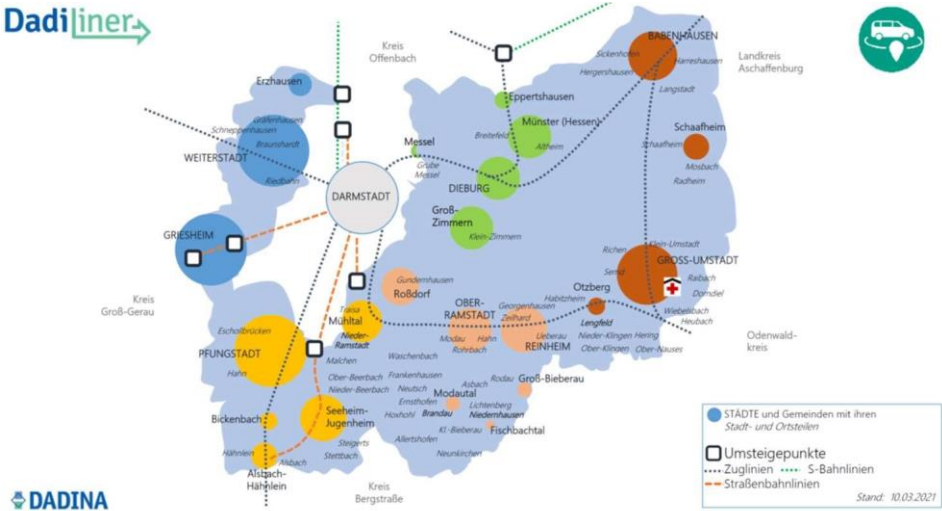 Dadiliner
Kreis
Offenbach
BABENHAUSEN
Sickenhofen
Harreshausen
Hergershausen
Langstadt
Landkreis
Aschaffenburg
Erzhausen
Eppertshausen
Gräfenhausen
Schneppenhausen
Braunshardt
WEITERSTADT
Riedbahn
Münster (Hessen)
Breitefeld
Altheim
Messel
Grube
Messel
Schaafheim
Schaafheim
Mosbach
Radheim
DARMSTADT
DIEBURG
Groß-
Zimmern
Klein-Zimmern
GRIESHEIM
Klein-Umstadt
Richen
GROSS-UMSTADT
Semd
Raibach
Dorndiel
Wiebelsbach
Heubach
Gundernhausen
Roßdorf
Otzberg
Habitzheim
Lengfeld
Nieder-Klingen
Hering
Ober-Klingen
Ober-Nauses
Kreis
Groß-Gerau
OBER-
RAMSTADT
Modau
Hahn
Rohrbach
Georgenhausen
Zeilhard
Ueberau
REINHEIM
Traisa
Mühltal
Nieder-
Ramstadt
Odenwald-
kreis
Eschollbrücken
PFUNGSTADT
Hahn
Malchen
Waschenbach
Ober-Beerbach
Frankenhausen
Nieder-Beerbach
Neutsch
Asbach
Rodau
Groß-Bieberau
Modautal
Ernsthofen
Lichtenberg
Hoxhohl
Brandau
Niedernhausen
Bickenbach
Seeheim-
Jugenheim
Kl.-Bieberau
Fischbachtal
Allertshofen
Steigerts
Stettbach
Neunkirchen
Hähnlein
Alsbach
Alsbach-
Hähnlein
Kreis
Bergstraße
STÄDTE und Gemeinden mit ihren
Stadt- und Ortsteilen
Umsteigepunkte
Zuglinien
S-Bahnlinien
Straßenbahnlinien
Stand: 10.03.2021
DADINA